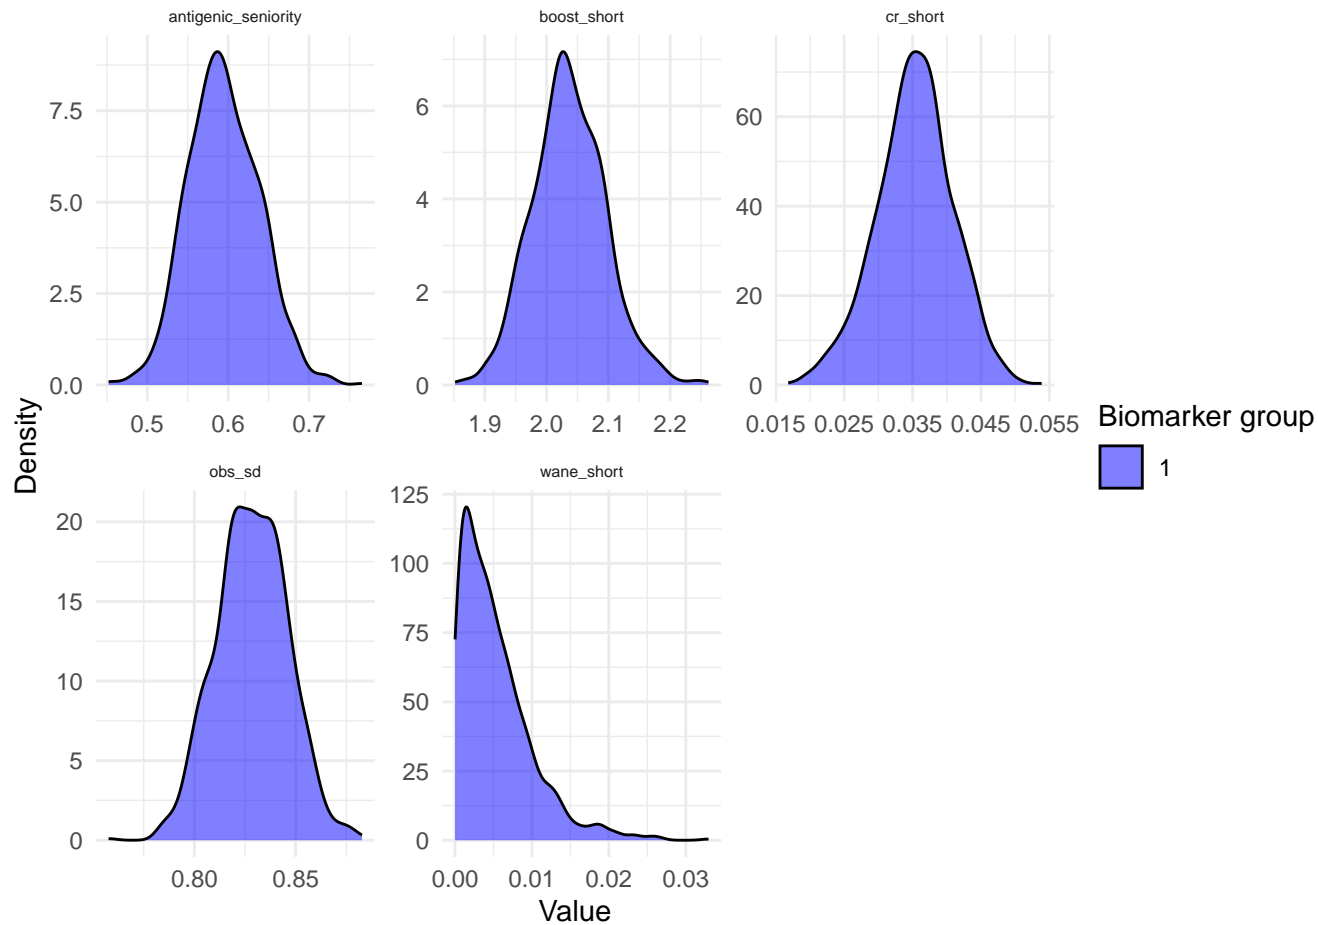 antigenic_seniority boost_short cr_short
7.5 6 60
5.0 4 40
2.5 2 20
0.0 0 0
0.5 0.6 0.7 1.9 2.0 2.1 2.2 0.015 0.025 0.035 0.045 0.055
Density
Biomarker group
1
obs_sd wane_short
20 125
15 100
10 75
5 50
0 25
0
0.80 0.85 0.00 0.01 0.02 0.03
Value